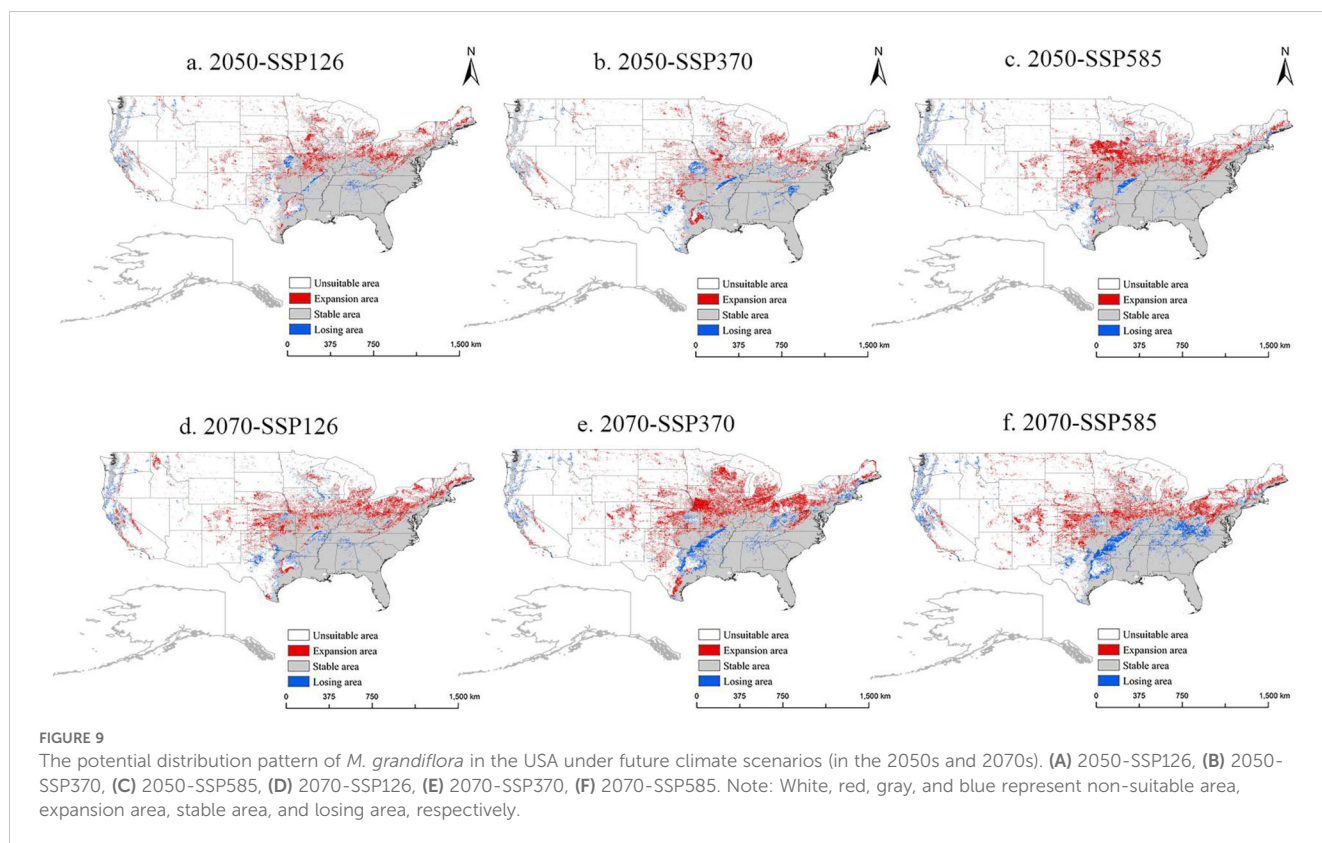 a. 2050-SSP126
N
b. 2050-SSP370
N
c. 2050-SSP585
N
Unsuitable area
Expansion area
Stable area
Losing area
0 375 750 1,500 km
Unsuitable area
Expansion area
Stable area
Losing area
0 375 750 1,500 km
Unsuitable area
Expansion area
Stable area
Losing area
0 375 750 1,500 km
d. 2070-SSP126
e. 2070-SSP370
f. 2070-SSP585
Unsuitable area
Expansion area
Stable area
Losing area
0 375 750 1,500 km
Unsuitable area
Expansion area
Stable area
Losing area
0 375 750 1,500 km
Unsuitable area
Expansion area
Stable area
Losing area
0 375 750 1,500 km
FIGURE 9
The potential distribution pattern of M. grandiflora in the USA under future climate scenarios (in the 2050s and 2070s). (A) 2050-SSP126, (B) 2050-
SSP370, (C) 2050-SSP585, (D) 2070-SSP126, (E) 2070-SSP370, (F) 2070-SSP585. Note: White, red, gray, and blue represent non-suitable area,
expansion area, stable area, and losing area, respectively.